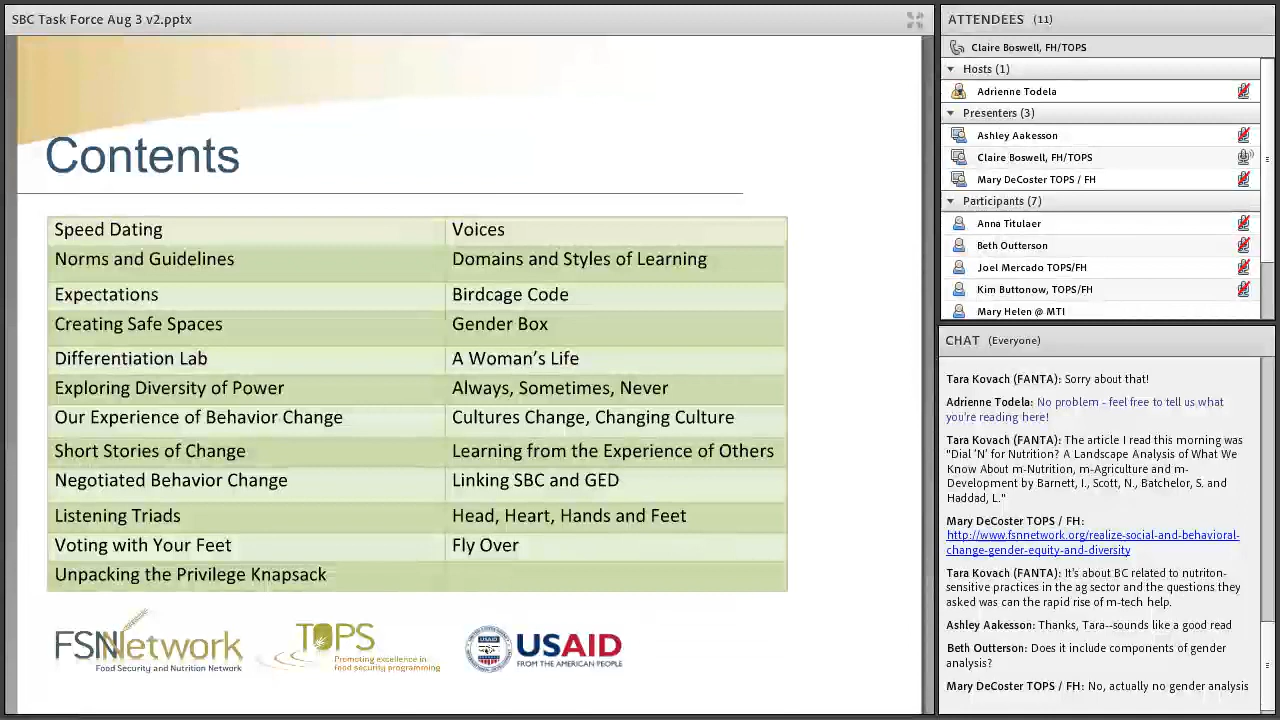 SBC Task Force Aug 3 v2.pptx
Contents
Speed Dating
Voices
Norms and Guidelines
Domains and Styles of Learning
Expectations
Birdcage Code
Creating Safe Spaces
Gender Box
Differentiation Lab
A Woman's Life
Exploring Diversity of Power
Always, Sometimes, Never
Our Experience of Behavior Change
Cultures Change, Changing Culture
Short Stories of Change
Learning from the Experience of Others
Negotiated Behavior Change
Linking SBC and GED
Listening Triads
Head, Heart, Hands and Feet
Voting with Your Feet
Fly Over
Unpacking the Privilege Knapsack
FSNNetwork
Food Security and Nutrition Network
TOPS
Promoting excellence in
food security programming
USAID
FROM THE AMERICAN PEOPLE
ATTENDEES (11)
Claire Boswell, FH/TOPS
Hosts (1)
Adrienne Todela
Presenters (3)
Ashley Aakesson
Claire Boswell, FH/TOPS
Mary DeCoster TOPS / FH
Participants (7)
Anna Titulaer
Beth Outterson
Joel Mercado TOPS/FH
Kim Buttonow, TOPS/FH
Mary Helen @ MTI
CHAT (Everyone)
Tara Kovach (FANTA): Sorry about that!
Adrienne Todela: No problem - feel free to tell us what
you're reading here!
Tara Kovach (FANTA): The article I read this morning was
"Dial 'N' for Nutrition? A Landscape Analysis of What We
Know About m-Nutrition, m-Agriculture and m-
Development by Barnett, I., Scott, N., Batchelor, S. and
Haddad, L."
Mary DeCoster TOPS / FH:
http://www.fsnnetwork.org/realize-social-and-behavioral-
change-gender-equity-and-diversity
Tara Kovach (FANTA): It's about BC related to nutriton-
sensitive practices in the ag sector and the questions they
asked was can the rapid rise of m-tech help.
Ashley Aakesson: Thanks, Tara--sounds like a good read
Beth Outterson: Does it include components of gender
analysis?
Mary DeCoster TOPS / FH: No, actually no gender analysis